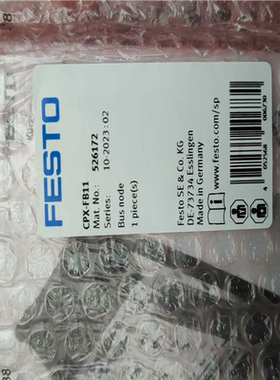 FESTO
CPX-FB11
Mat. No.: 526172
Series: 10-2023 : 02
Bus node
1 piece(s)
Festo SE & Co. KG
DE-73734 Esslingen
Made in Germany
www.festo.com/sp